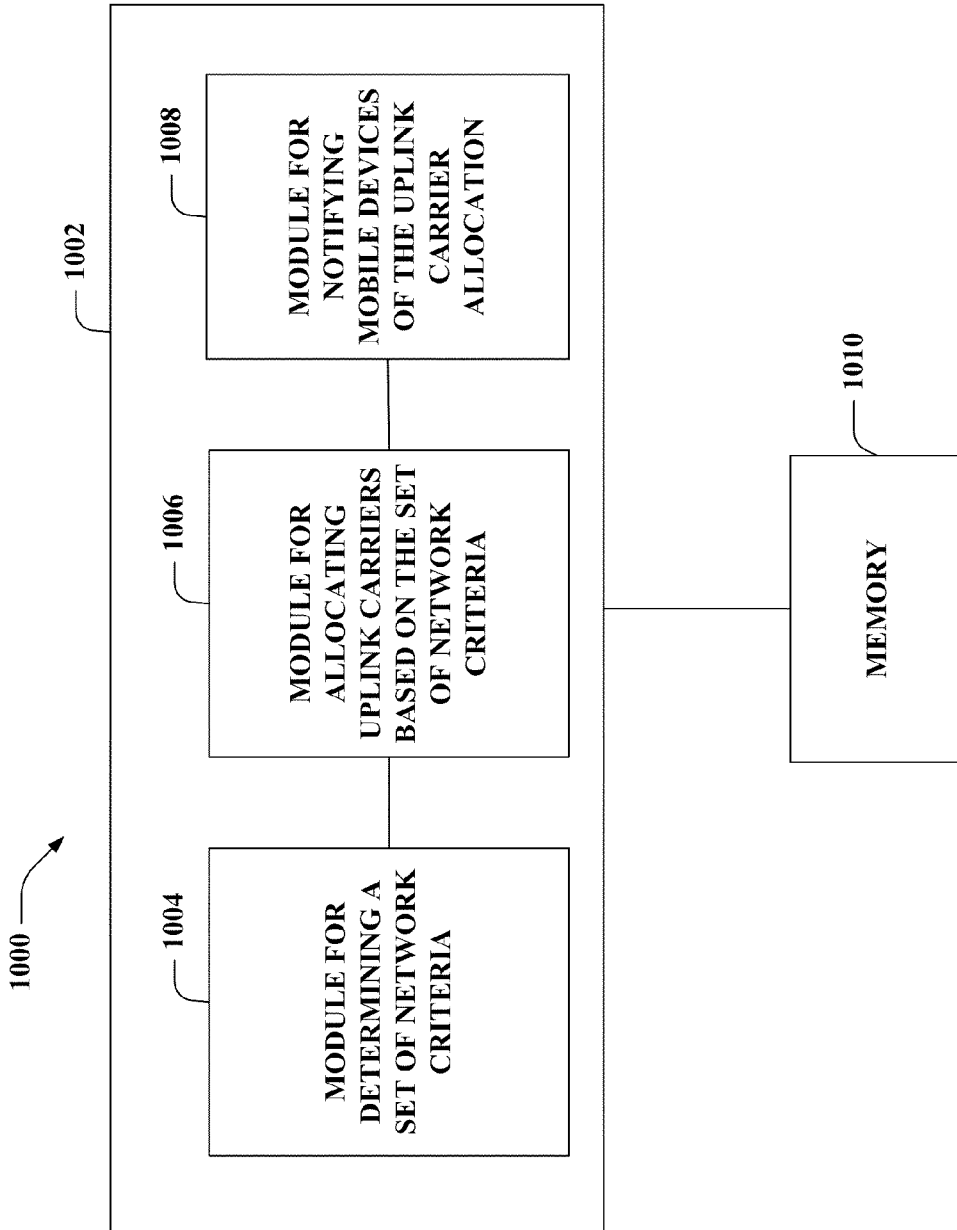 1000
1002
1004
MODULE FOR
DETERMINING A
SET OF NETWORK
CRITERIA
1006
MODULE FOR
ALLOCATING
UPLINK CARRIERS
BASED ON THE SET
OF NETWORK
CRITERIA
1008
MODULE FOR
NOTIFYING
MOBILE DEVICES
OF THE UPLINK
CARRIER
ALLOCATION
1010
MEMORY